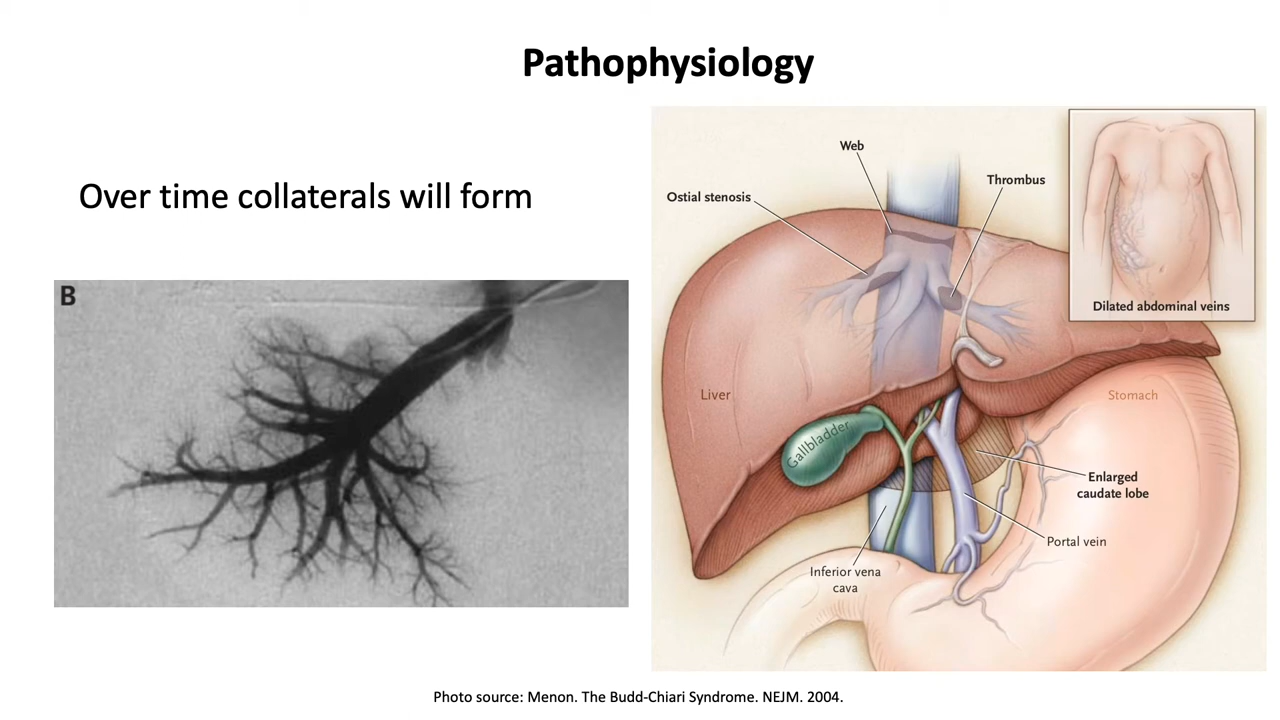 Pathophysiology
Over time collaterals will form
B
Web
Thrombus
Ostial stenosis
Dilated abdominal veins
Liver
Stomach
Gallbladder
Enlarged
caudate lobe
Portal vein
Inferior vena
cava
Photo source: Menon. The Budd-Chiari Syndrome. NEJM. 2004.